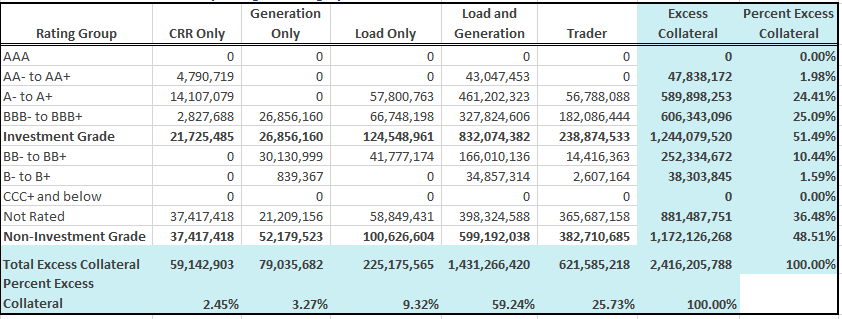 Generation Load and Excess Percent Excess
Rating Group CRR Only Only Load Only Generation Trader Collateral Collateral
AAA 0 0 0 0 0 0 0.00%
AA- to AA+ 4,790,719 0 0 43,047,453 0 47,838,172 1.98%
A- to A+ 14,107,079 0 57,800,763 461,202,323 56,788,088 589,898,253 24.41%
BBB- to BBB+ 2,827,688 26,856,160 66,748,198 327,824,606 182,086,444 606,343,096 25.09%
Investment Grade 21,725,485 26,856,160 124,548,961 832,074,382 238,874,533 1,244,079,520 51.49%
BB- to BB+ 0 30,130,999 41,777,174 166,010,136 14,416,363 252,334,672 10.44%
B- to B+ 0 839,367 0 34,857,314 2,607,164 38,303,845 1.59%
CCC+ and below 0 0 0 0 0 0 0.00%
Not Rated 37,417,418 21,209,156 58,849,431 398,324,588 365,687,158 881,487,751 36.48%
Non-Investment Grade 37,417,418 52,179,523 100,626,604 599,192,038 382,710,685 1,172,126,268 48.51%
Total Excess Collateral 59,142,903 79,035,682 225,175,565 1,431,266,420 621,585,218 2,416,205,788 100.00%
Percent Excess
Collateral 2.45% 3.27% 9.32% 59.24% 25.73% 100.00%